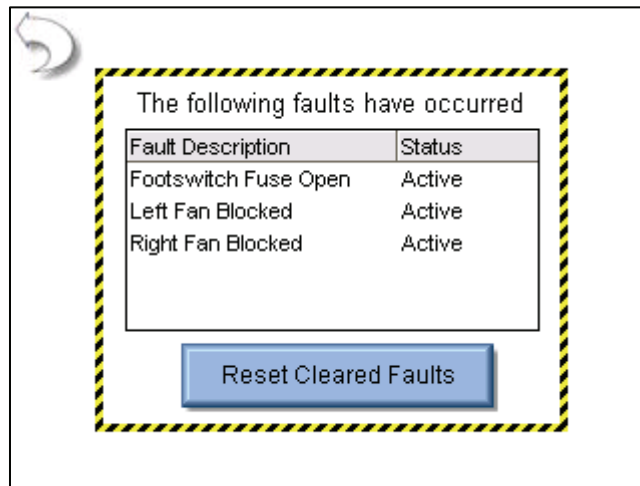 The following faults have occurred
Fault Description Status
Footswitch Fuse Open Active
Left Fan Blocked Active
Right Fan Blocked Active
Reset Cleared Faults